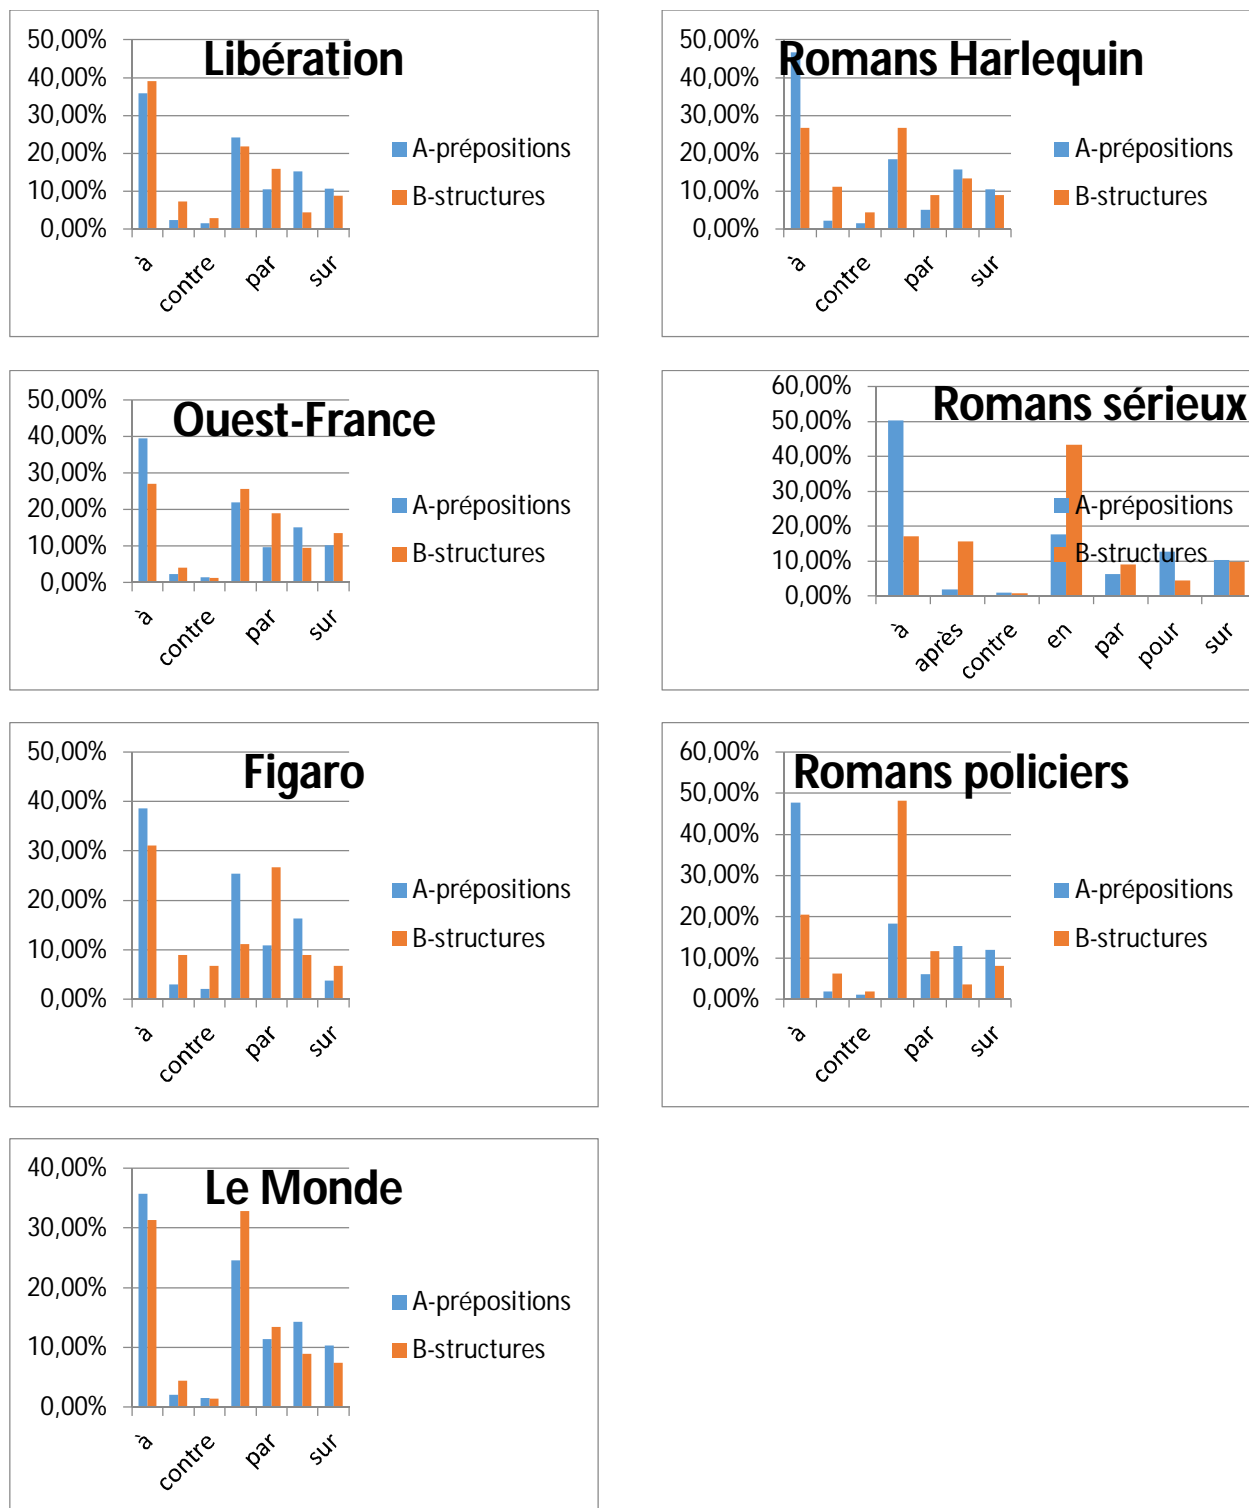 Libération
50,00%
40,00%
30,00%
20,00%
10,00%
0,00%
à
contre
par
sur
A-prépositions
B-structures
Romans Harlequin
50,00%
40,00%
30,00%
20,00%
10,00%
0,00%
à
contre
par
sur
A-prépositions
B-structures
Ouest-France
50,00%
40,00%
30,00%
20,00%
10,00%
0,00%
à
contre
par
sur
A-prépositions
B-structures
Romans sérieux
60,00%
50,00%
40,00%
30,00%
20,00%
10,00%
0,00%
à
après
contre
en
par
pour
sur
A-prépositions
B-structures
Figaro
50,00%
40,00%
30,00%
20,00%
10,00%
0,00%
à
contre
par
sur
A-prépositions
B-structures
Romans policiers
60,00%
50,00%
40,00%
30,00%
20,00%
10,00%
0,00%
à
contre
par
sur
A-prépositions
B-structures
Le Monde
40,00%
30,00%
20,00%
10,00%
0,00%
à
contre
par
sur
A-prépositions
B-structures